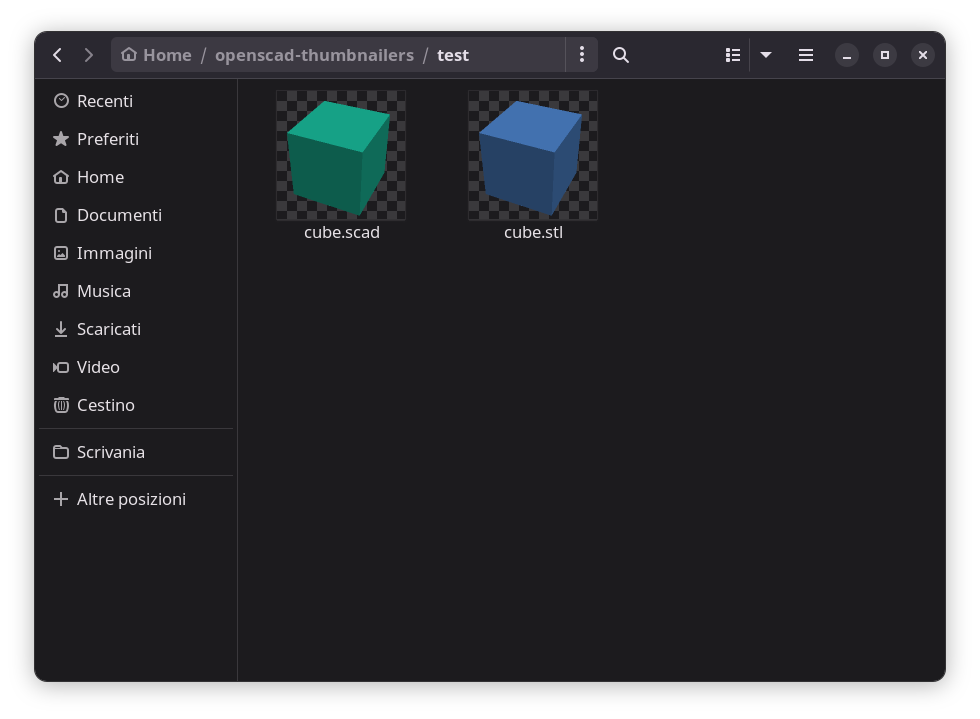 Home / openscad-thumbnailers / test
Recenti
Preferiti
Home
Documenti
Immagini
Musica
Scaricati
Video
Cestino
Scrivania
Altre posizioni
cube.scad
cube.stl